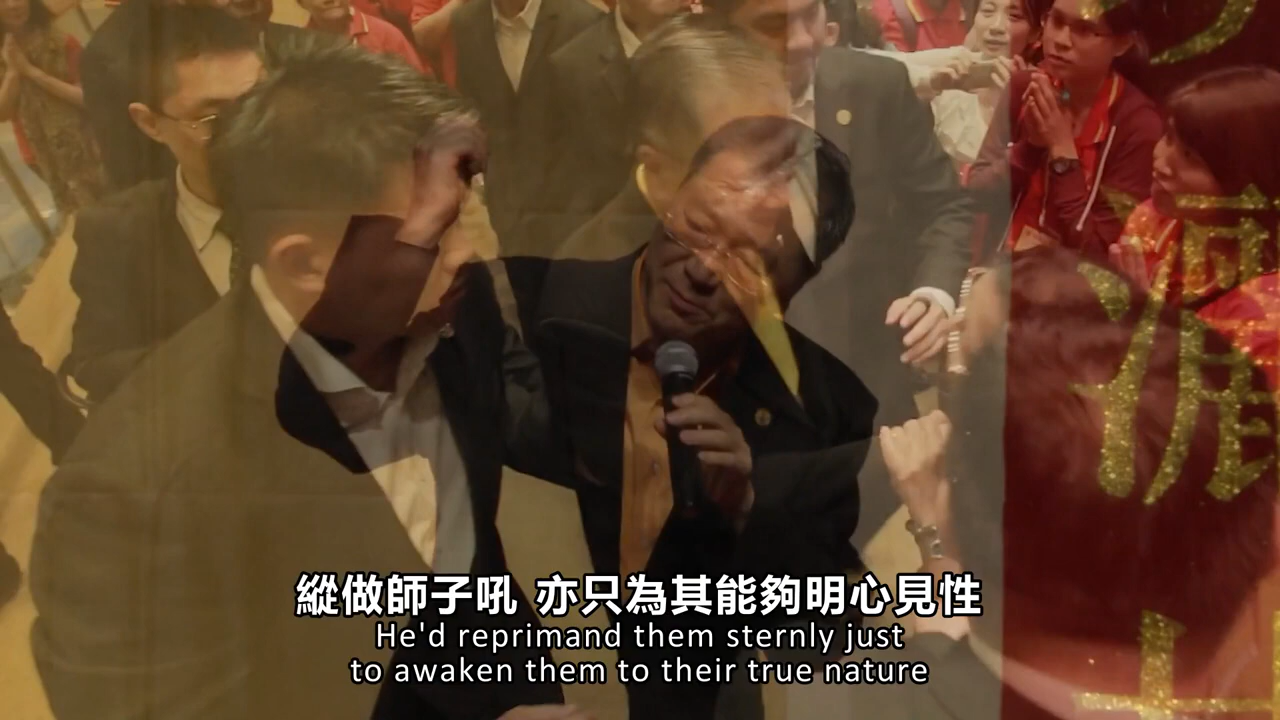 縱做師子吼 亦只為其能夠明心見性
He'd reprimand them sternly just
to awaken them to their true nature